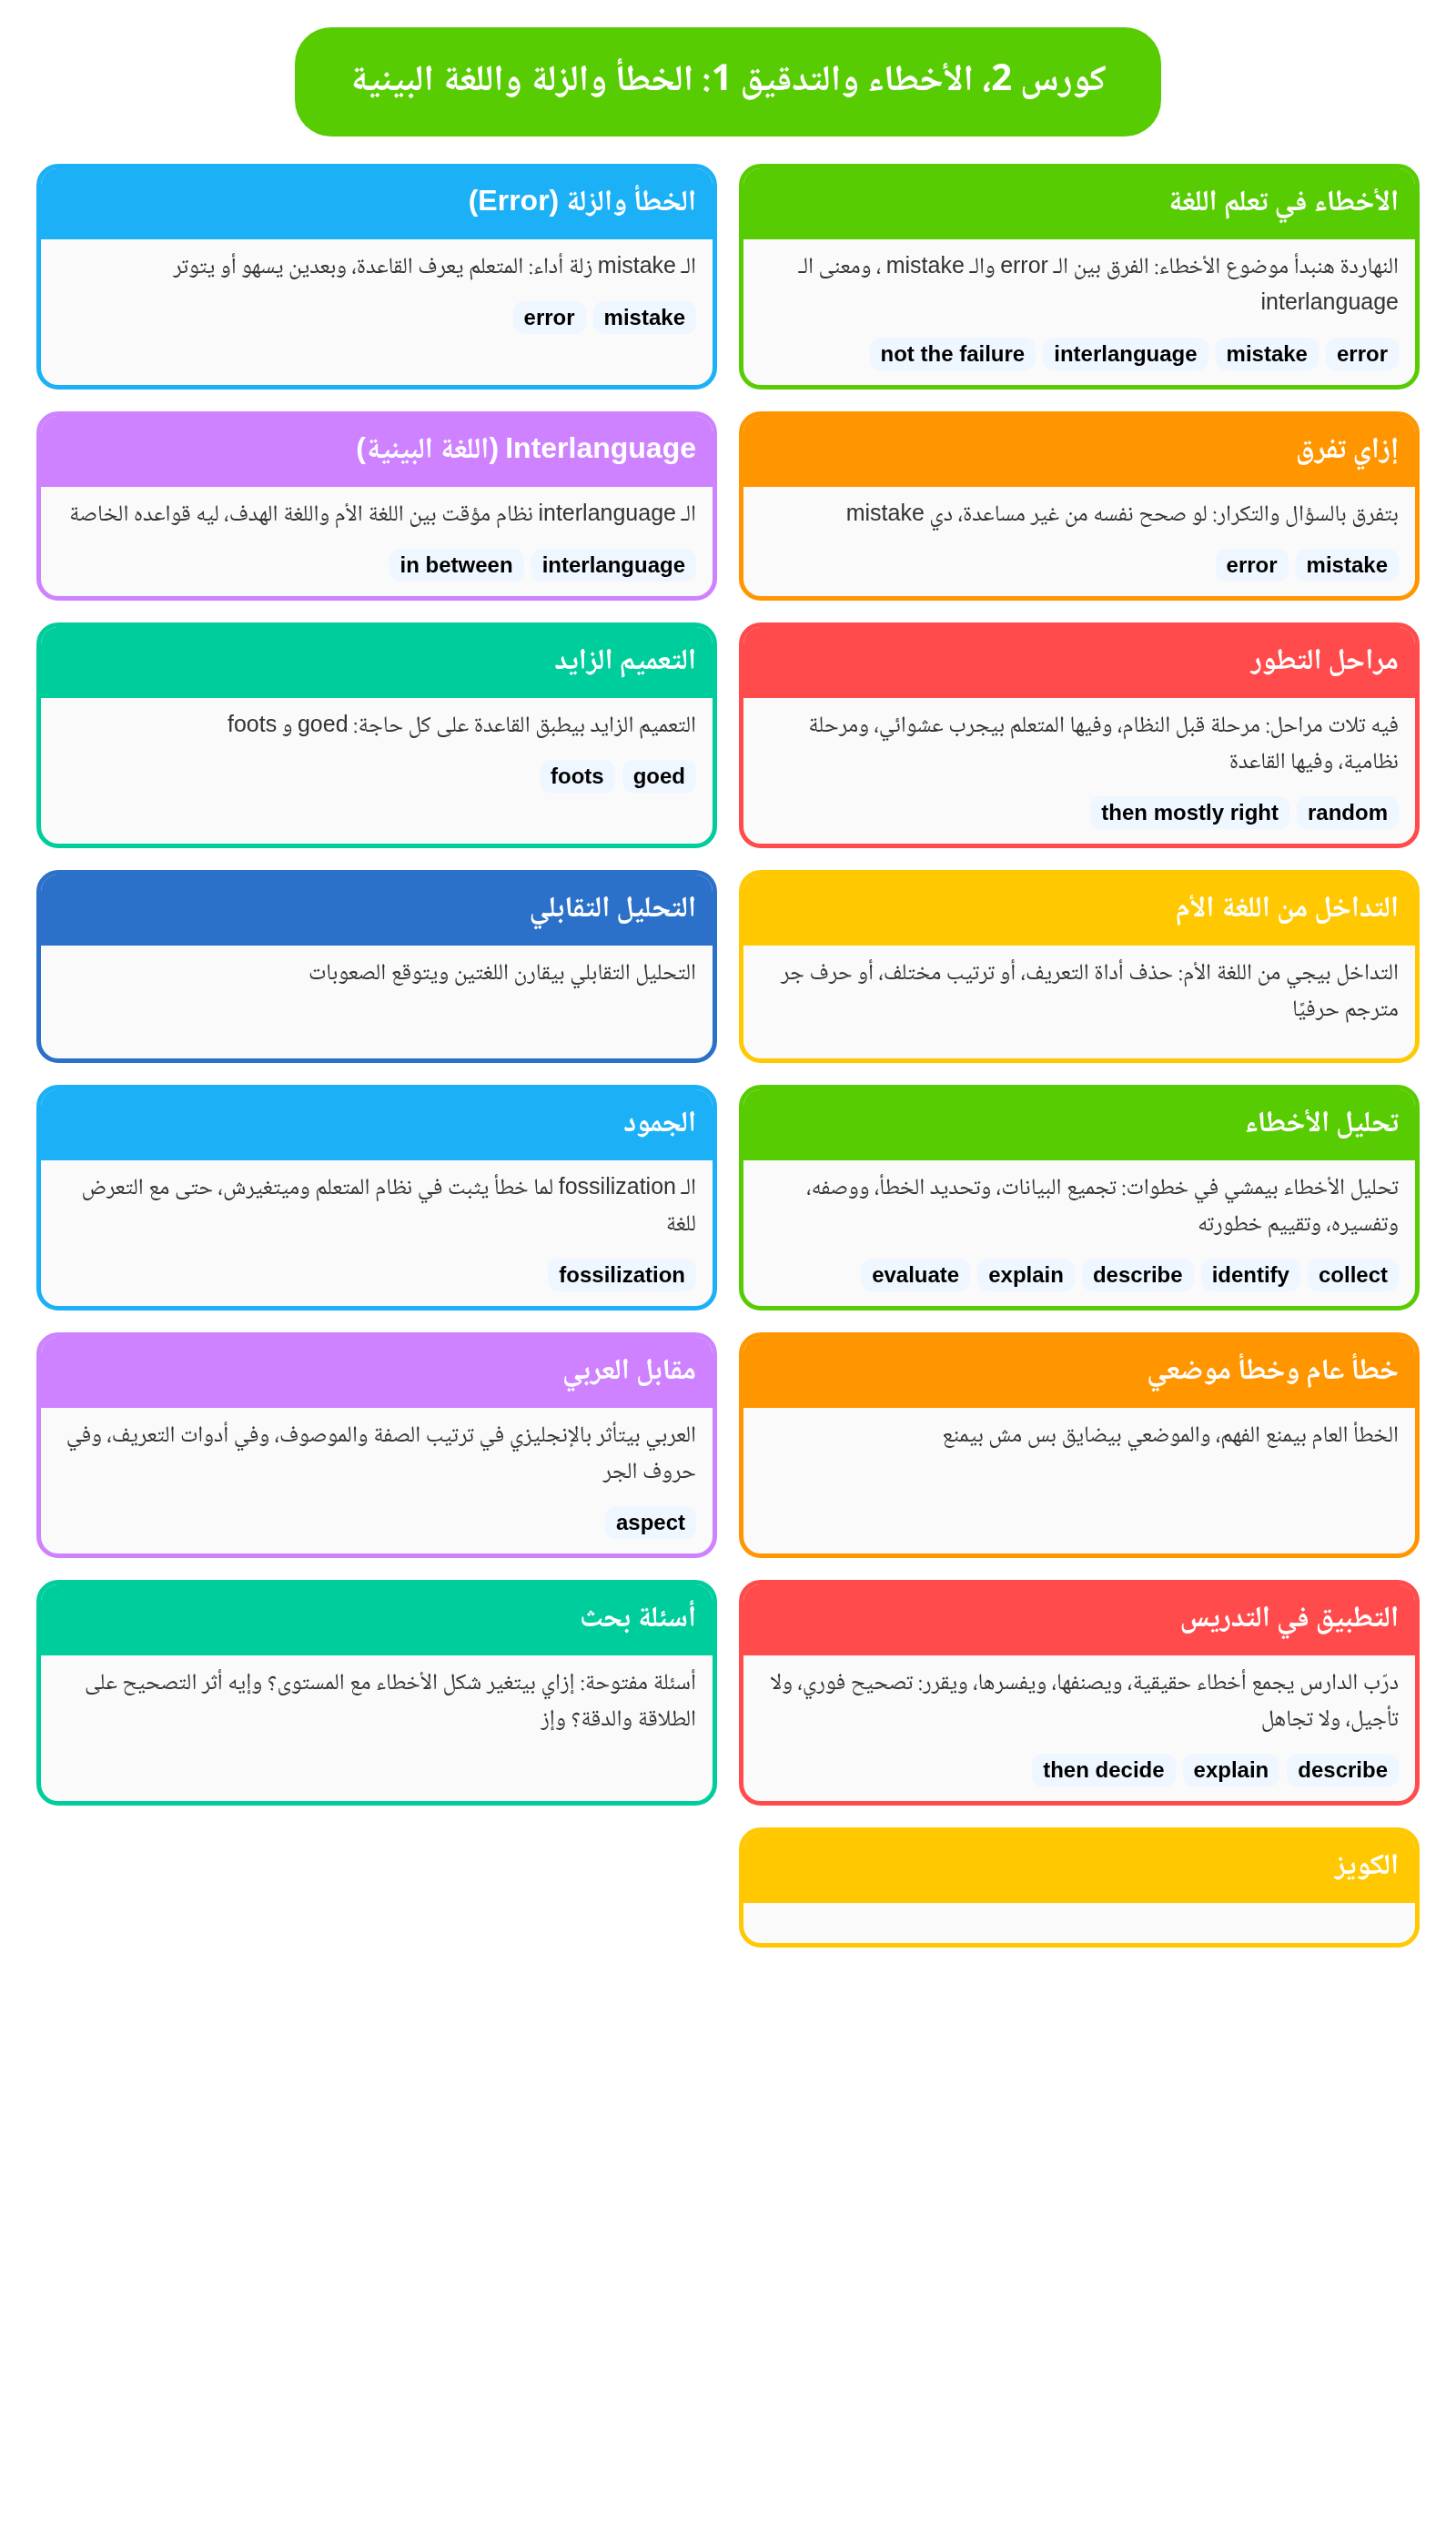 كورس 2، الأخطاء والتدقيق 1: الخطأ والزلة واللغة البينية
الأخطاء في تعلم اللغة
النهاردة هنبدأ موضوع الأخطاء: الفرق بين الـ error والـ mistake ، ومعنى الـ
interlanguage
error mistake interlanguage not the failure
الخطأ والزلة (Error)
الـ mistake زلة أداء: المتعلم يعرف القاعدة، وبعدين يسهو أو يتوتر
mistake error
إزاي تفرق
بتفرق بالسؤال والتكرار: لو صحح نفسه من غير مساعدة، دي mistake
mistake error
Interlanguage (اللغة البينية)
الـ interlanguage نظام مؤقت بين اللغة الأم واللغة الهدف، ليه قواعده الخاصة
interlanguage in between
مراحل التطور
فيه تلات مراحل: مرحلة قبل النظام، وفيها المتعلم بيجرب عشوائي، ومرحلة
نظامية، وفيها القاعدة
random then mostly right
التعميم الزايد
التعميم الزايد بيطبق القاعدة على كل حاجة: goed و foots
goed foots
التداخل من اللغة الأم
التداخل بيجي من اللغة الأم: حذف أداة التعريف، أو ترتيب مختلف، أو حرف جر
مترجم حرفيًا
التحليل التقابلي
التحليل التقابلي بيقارن اللغتين ويتوقع الصعوبات
تحليل الأخطاء
تحليل الأخطاء بيمشي في خطوات: تجميع البيانات، وتحديد الخطأ، ووصفه،
وتفسيره، وتقييم خطورته
collect identify describe explain evaluate
الجمود
الـ fossilization لما خطأ يثبت في نظام المتعلم وميتغيرش، حتى مع التعرض
للغة
fossilization
خطأ عام وخطأ موضعي
الخطأ العام بيمنع الفهم، والموضعي بيضايق بس مش بيمنع
مقابل العربي
العربي بيتأثر بالإنجليزي في ترتيب الصفة والموصوف، وفي أدوات التعريف، وفي
حروف الجر
aspect
التطبيق في التدريس
درّب الدارس يجمع أخطاء حقيقية، ويصنفها، ويفسرها، ويقرر: تصحيح فوري، ولا
تأجيل، ولا تجاهل
describe explain then decide
أسئلة بحث
أسئلة مفتوحة: إزاي بيتغير شكل الأخطاء مع المستوى؟ وإيه أثر التصحيح على
الطلاقة والدقة؟ وإز
الكويز